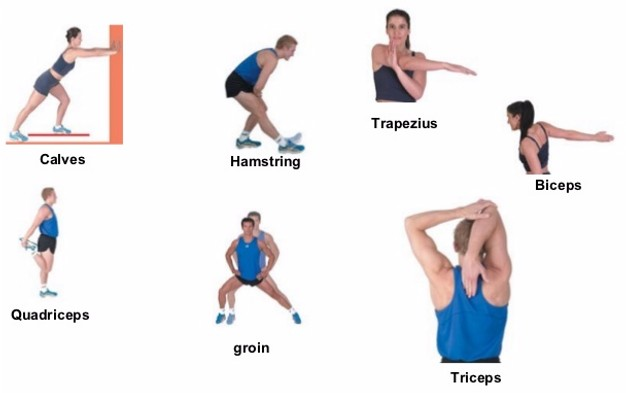 Calves
Hamstring
Trapezius
Biceps
Quadriceps
groin
Triceps